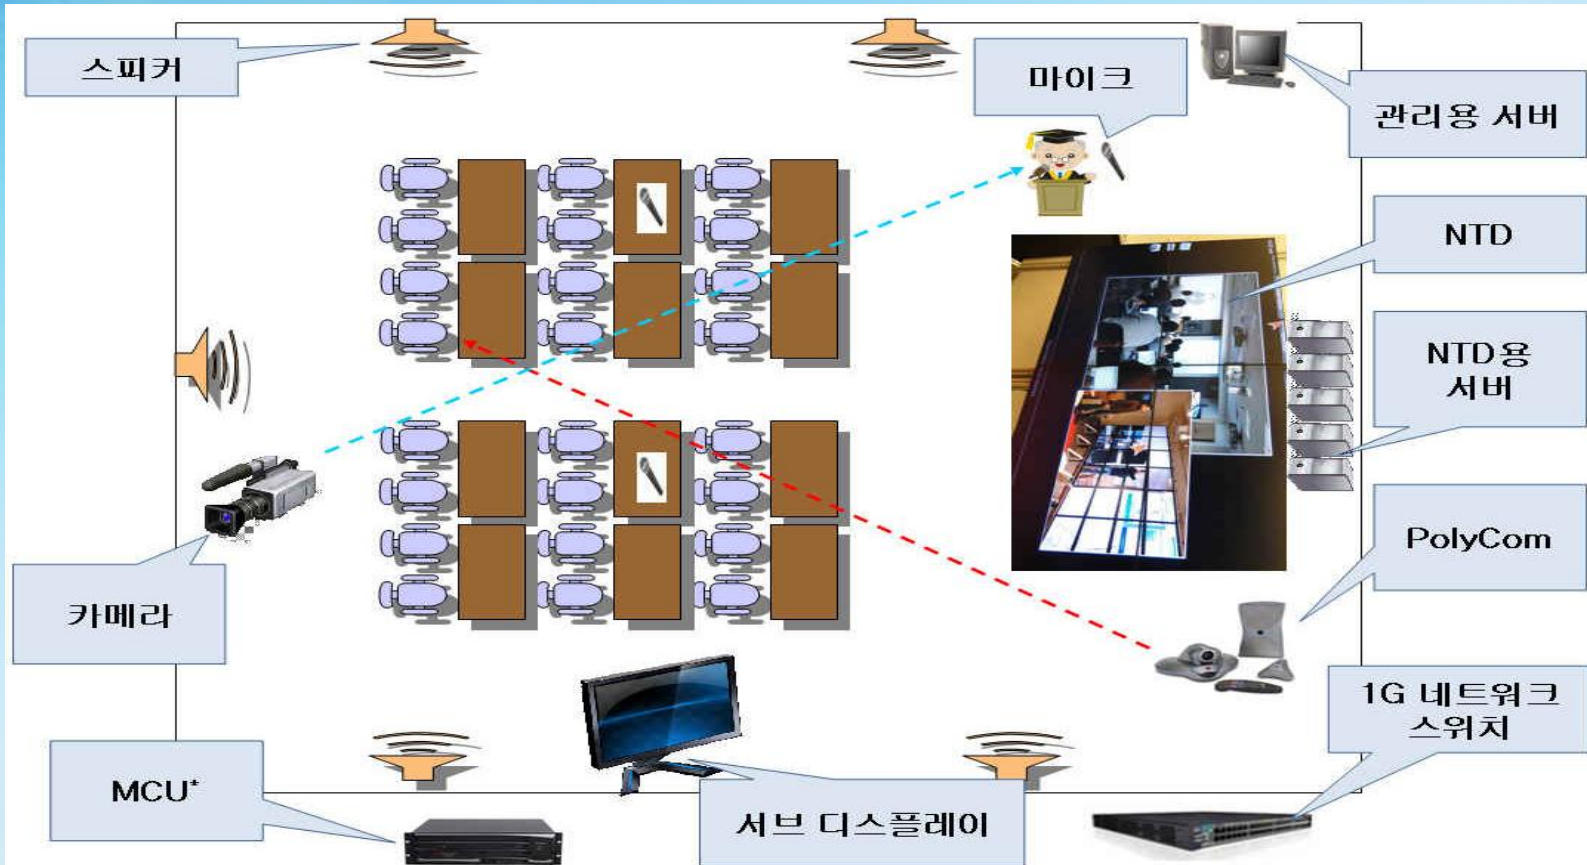 스피커
마이크
관리용 서버
NTD
NTD용
서버
PolyCom
카메라
1G 네트워크
스위치
MCU*
서브 디스플레이